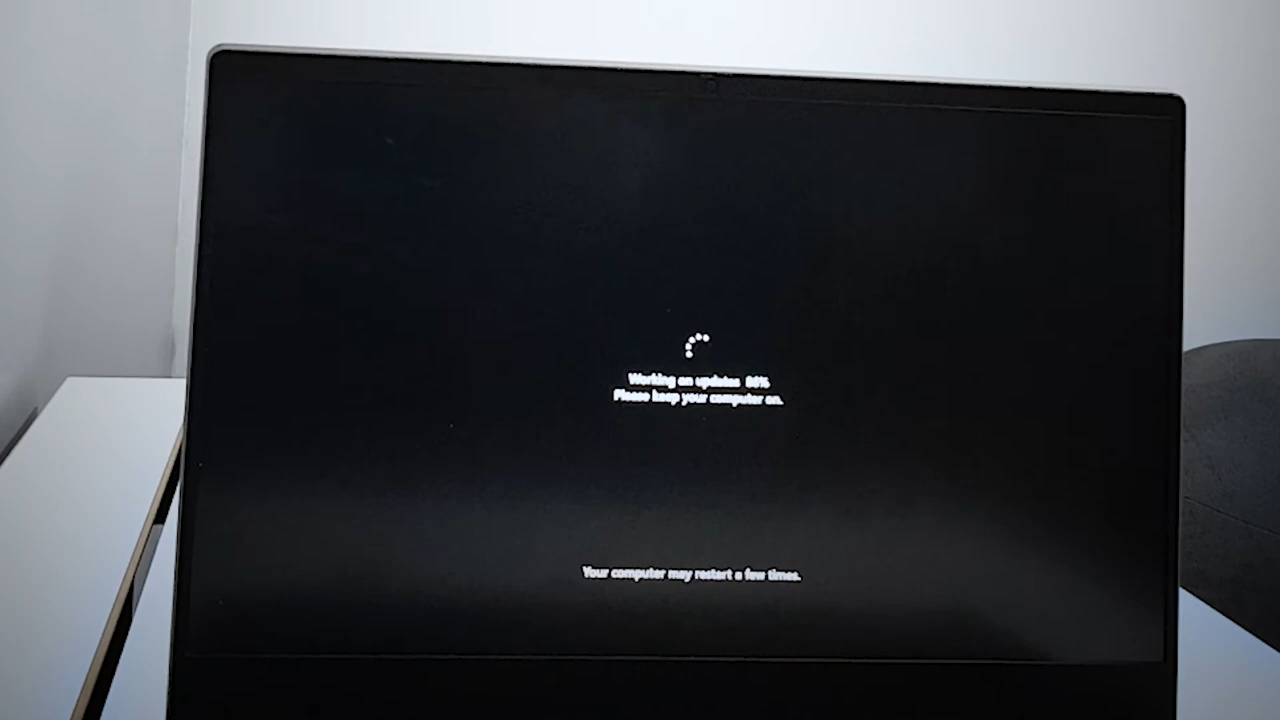 Working on updates
Please keep your computer on.
Your computer may restart a few times.